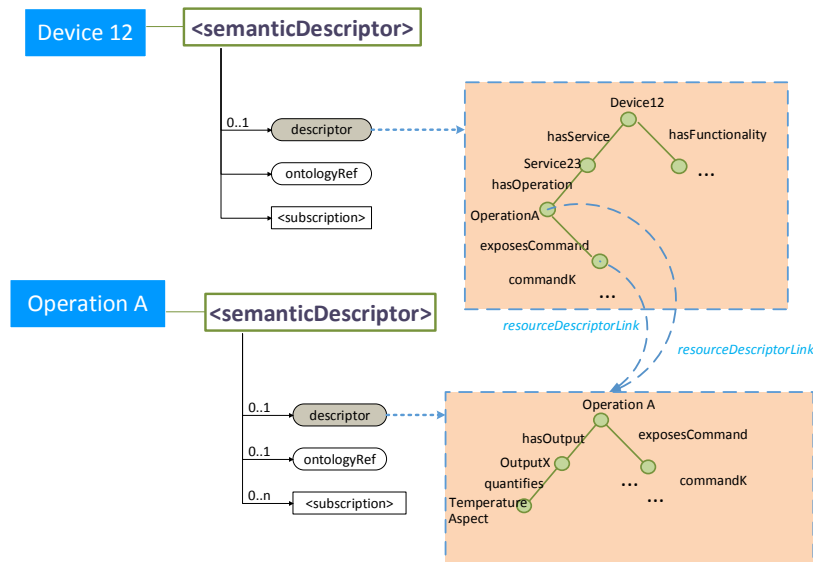 Device 12
<semanticDescriptor>
0..1
descriptor
ontologyRef
<subscription>
Device12
hasService
hasFunctionality
Service23
...
hasOperation
OperationA
exposesCommand
commandK
...
resourceDescriptorLink
resourceDescriptorLink
Operation A
<semanticDescriptor>
0..1
descriptor
0..1
ontologyRef
0..n
<subscription>
Operation A
hasOutput
exposesCommand
OutputX
quantifies
...
commandK
Temperature
...
Aspect